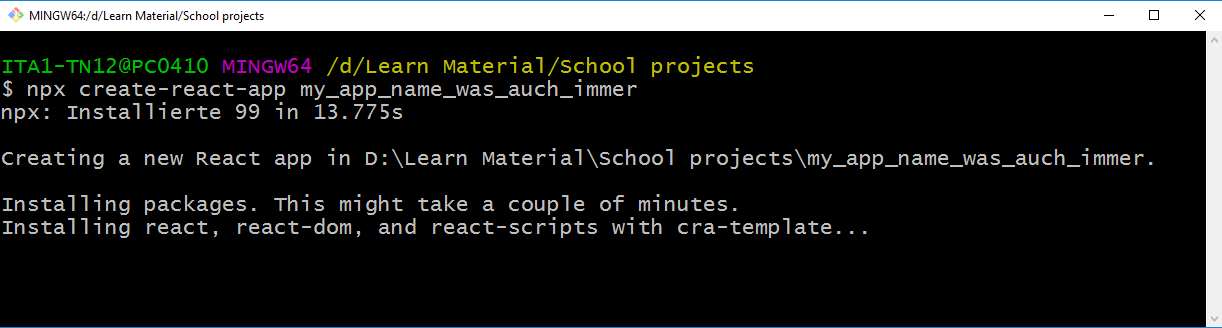 MINGW64:/d/Learn Material/School projects
ITA1-TN12@PC0410 MINGW64 /d/Learn Material/School projects
$ npx create-react-app my_app_name_was_auch_immer
npx: Installierte 99 in 13.775s
Creating a new React app in D:\Learn Material\School projects\my_app_name_was_auch_immer.
Installing packages. This might take a couple of minutes.
Installing react, react-dom, and react-scripts with cra-template...